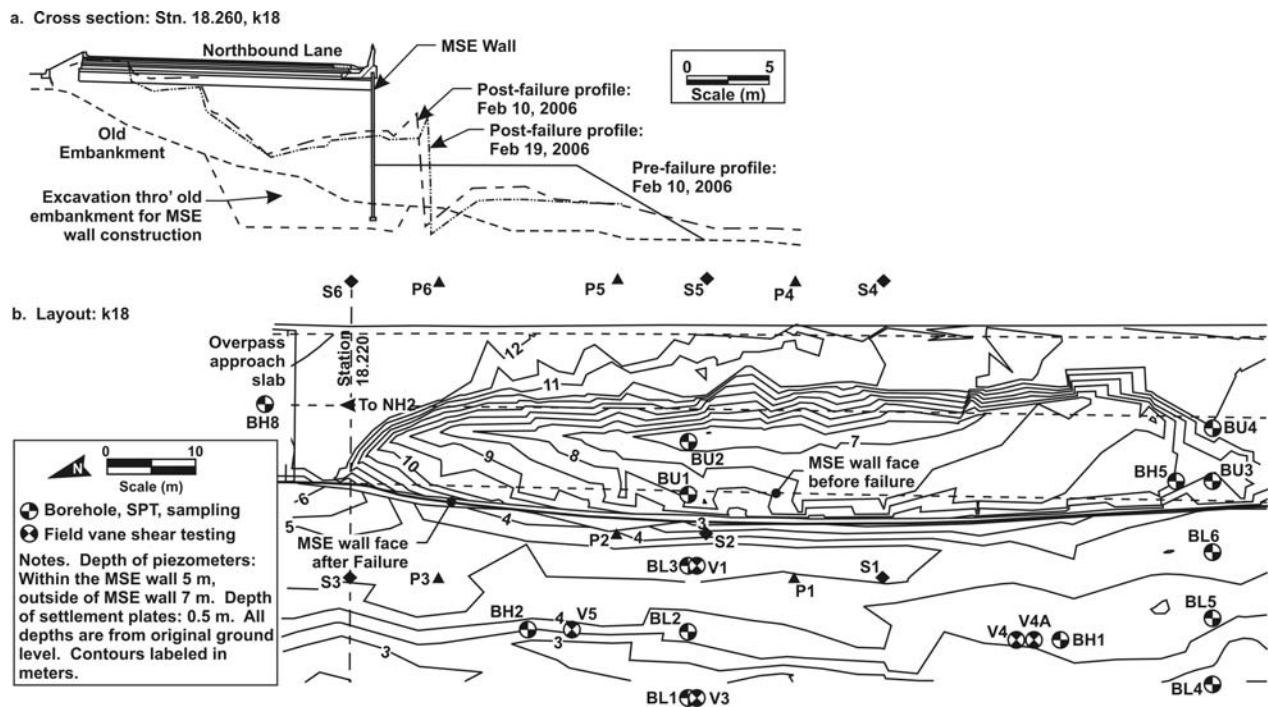 a. Cross section: Stn. 18.260, k18
Northbound Lane
MSE Wall
0 5
Scale (m)
Post-failure profile:
Feb 10, 2006
Post-failure profile:
Feb 19, 2006
Old
Embankment
Pre-failure profile:
Feb 10, 2006
Excavation thro' old
embankment for MSE
wall construction
S6
P6
P5
S5
P4
S4
b. Layout: k18
Overpass
approach
slab
Station
18.220
12
11
To NH2
BH8
BU4
7
BU2
10
9
8
MSE wall face
before failure
BU1
BH5
BU3
N
0 10
Scale (m)
-6
5
4
3
4
P2
S2
MSE wall face
after Failure
BL6
Borehole, SPT, sampling
Field vane shear testing
Notes. Depth of piezometers:
Within the MSE wall 5 m,
outside of MSE wall 7 m. Depth
of settlement plates: 0.5 m. All
depths are from original ground
level. Contours labeled in
meters.
S3
P3
BL3
V1
P1
S1
BH2
4
V5
BL2
V4
V4A
BH1
BL5
3
3
BL1
V3
BL4